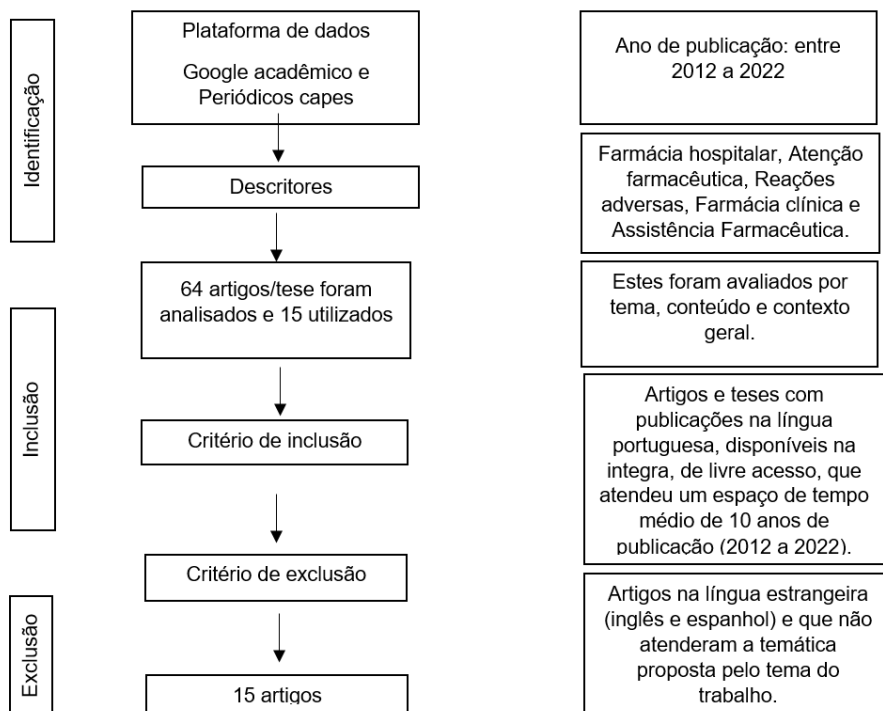 Identificação
Plataforma de dados
Google acadêmico e
Periódicos capes
Ano de publicação: entre
2012 a 2022
Descritores
Farmácia hospitalar, Atenção
farmacêutica, Reações
adversas, Farmácia clínica e
Assistência Farmacêutica.
Inclusão
64 artigos/tese foram
analisados e 15 utilizados
Estes foram avaliados por
tema, conteúdo e contexto
geral.
Critério de inclusão
Artigos e teses com
publicações na língua
portuguesa, disponíveis na
integra, de livre acesso, que
atendeu um espaço de tempo
médio de 10 anos de
publicação (2012 a 2022).
Critério de exclusão
Exclusão
Artigos na língua estrangeira
(inglês e espanhol) e que não
atenderam a temática
proposta pelo tema do
trabalho.
15 artigos